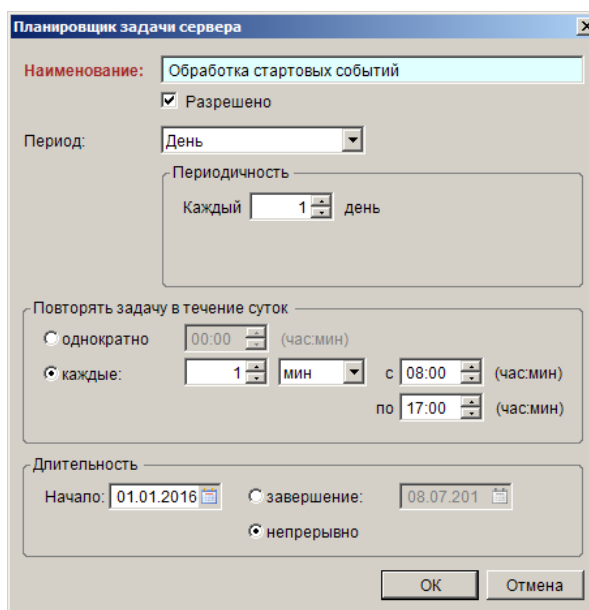 Планировщик задачи сервера
Наименование: Обработка стартовых событий
Разрешено
Период: День
Периодичность
Каждый 1 день
Повторять задачу в течение суток
однократно 00:00 (час:мин)
каждые: 1 мин с 08:00 (час:мин)
по 17:00 (час:мин)
Длительность
Начало: 01.01.2016 завершение: 08.07.201
непрерывно
ОК Отмена